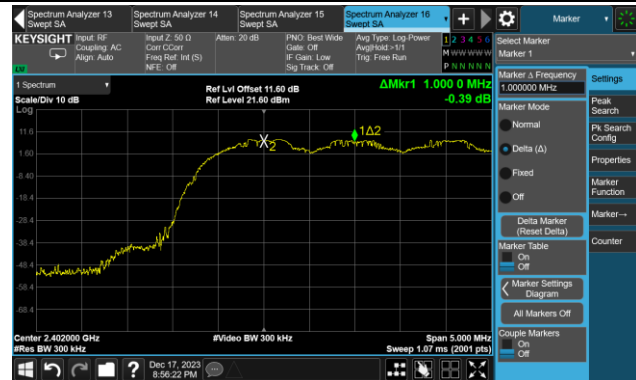 Spectrum Analyzer 13
Swept SA
Spectrum Analyzer 14
Swept SA
Spectrum Analyzer 15
Swept SA
Spectrum Analyzer 16
Swept SA
Marker
KEYSIGHT
Input: RF
Coupling: AC
Align: Auto
Input Z: 50 Ω
Corr CCorr
Freq Ref: Int (S)
NFE: Off
Atten: 20 dB
PNO: Best Wide
Gate: Off
IF Gain: Low
Sig Track: Off
Avg Type: Log-Power
Avg|Hold:>1/1
Trig: Free Run
1 2 3 4 5 6
M W W W W W
P N N N N N
Select Marker
Marker 1
1 Spectrum
Scale/Div 10 dB
Log
Ref Lvl Offset 11.60 dB
Ref Level 21.60 dBm
ΔMkr1 1.000 0 MHz
-0.39 dB
11.6
1.60
-8.40
-18.4
-28.4
-38.4
-48.4
-58.4
-68.4
X2
1Δ2
Center 2.402000 GHz
#Res BW 300 kHz
#Video BW 300 kHz
Span 5.000 MHz
Sweep 1.07 ms (2001 pts)
Marker Δ Frequency
1.000000 MHz
Marker Mode
Normal
Delta (Δ)
Fixed
Off
Delta Marker
(Reset Delta)
Marker Table
On
Off
Marker Settings
Diagram
All Markers Off
Couple Markers
On
Off
Settings
Peak
Search
Pk Search
Config
Properties
Marker
Function
Marker→
Counter
?
Dec 17, 2023
8:56:22 PM